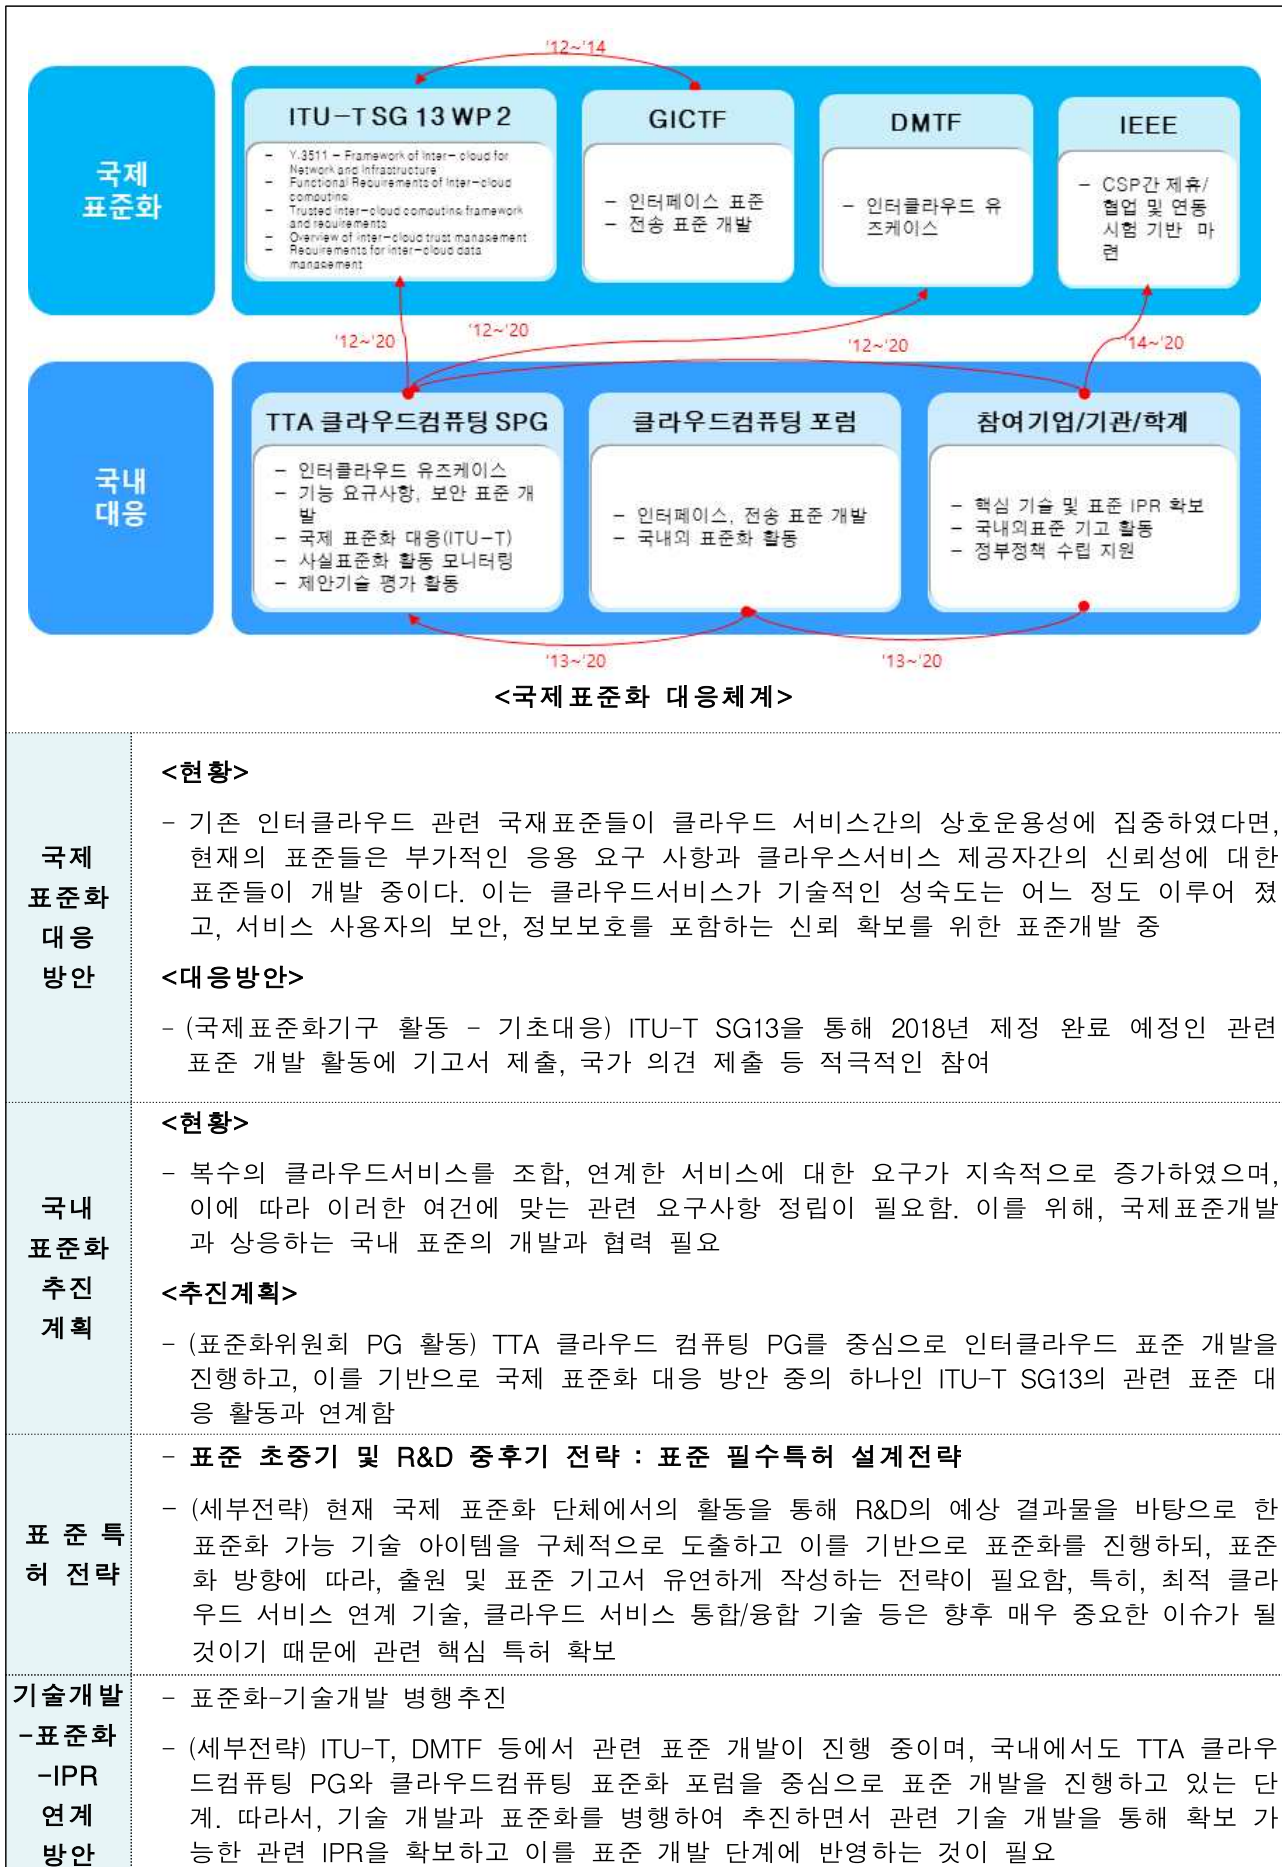 '12~'14
국제
표준화
ITU-T SG 13 WP 2
- Y.3511 - Framework of Inter- cloud for
Network and Infrastructure
- Functional Requirements of Inter-cloud
computing
- Trusted inter-cloud computing framework
and requirements
- Overview of inter-cloud trust management
- Requirements for inter-cloud data
management
GICTF
- 인터페이스 표준
- 전송 표준 개발
DMTF
- 인터클라우드 유
즈케이스
IEEE
- CSP간 제휴/
협업 및 연동
시험 기반 마
련
'12~'20
'12~'20
'12~'20
'14~'20
국내
대응
TTA 클라우드컴퓨팅 SPG
- 인터클라우드 유즈케이스
- 기능 요규사항, 보안 표준 개
발
- 국제 표준화 대응(ITU-T)
- 사실표준화 활동 모니터링
- 제안기술 평가 활동
클라우드컴퓨팅 포럼
- 인터페이스, 전송 표준 개발
- 국내외 표준화 활동
참여기업/기관/학계
- 핵심 기술 및 표준 IPR 확보
- 국내외표준 기고 활동
- 정부정책 수립 지원
'13~'20
'13~'20
<국제표준화 대응체계>
국제
표준화
대응
방안
<현황>
- 기존 인터클라우드 관련 국재표준들이 클라우드 서비스간의 상호운용성에 집중하였다면,
현재의 표준들은 부가적인 응용 요구 사항과 클라우스서비스 제공자간의 신뢰성에 대한
표준들이 개발 중이다. 이는 클라우드서비스가 기술적인 성숙도는 어느 정도 이루어 졌
고, 서비스 사용자의 보안, 정보보호를 포함하는 신뢰 확보를 위한 표준개발 중
<대응방안>
- (국제표준화기구 활동 - 기초대응) ITU-T SG13을 통해 2018년 제정 완료 예정인 관련
표준 개발 활동에 기고서 제출, 국가 의견 제출 등 적극적인 참여
국내
표준화
추진
계획
<현황>
- 복수의 클라우드서비스를 조합, 연계한 서비스에 대한 요구가 지속적으로 증가하였으며,
이에 따라 이러한 여건에 맞는 관련 요구사항 정립이 필요함. 이를 위해, 국제표준개발
과 상응하는 국내 표준의 개발과 협력 필요
<추진계획>
- (표준화위원회 PG 활동) TTA 클라우드 컴퓨팅 PG를 중심으로 인터클라우드 표준 개발을
진행하고, 이를 기반으로 국제 표준화 대응 방안 중의 하나인 ITU-T SG13의 관련 표준 대
응 활동과 연계함
표 준 특
허 전략
- 표준 초중기 및 R&D 중후기 전략 : 표준 필수특허 설계전략
- (세부전략) 현재 국제 표준화 단체에서의 활동을 통해 R&D의 예상 결과물을 바탕으로 한
표준화 가능 기술 아이템을 구체적으로 도출하고 이를 기반으로 표준화를 진행하되, 표준
화 방향에 따라, 출원 및 표준 기고서 유연하게 작성하는 전략이 필요함, 특히, 최적 클라
우드 서비스 연계 기술, 클라우드 서비스 통합/융합 기술 등은 향후 매우 중요한 이슈가 될
것이기 때문에 관련 핵심 특허 확보
기술개발
-표준화
-IPR
연계
방안
- 표준화-기술개발 병행추진
- (세부전략) ITU-T, DMTF 등에서 관련 표준 개발이 진행 중이며, 국내에서도 TTA 클라우
드컴퓨팅 PG와 클라우드컴퓨팅 표준화 포럼을 중심으로 표준 개발을 진행하고 있는 단
계. 따라서, 기술 개발과 표준화를 병행하여 추진하면서 관련 기술 개발을 통해 확보 가
능한 관련 IPR을 확보하고 이를 표준 개발 단계에 반영하는 것이 필요